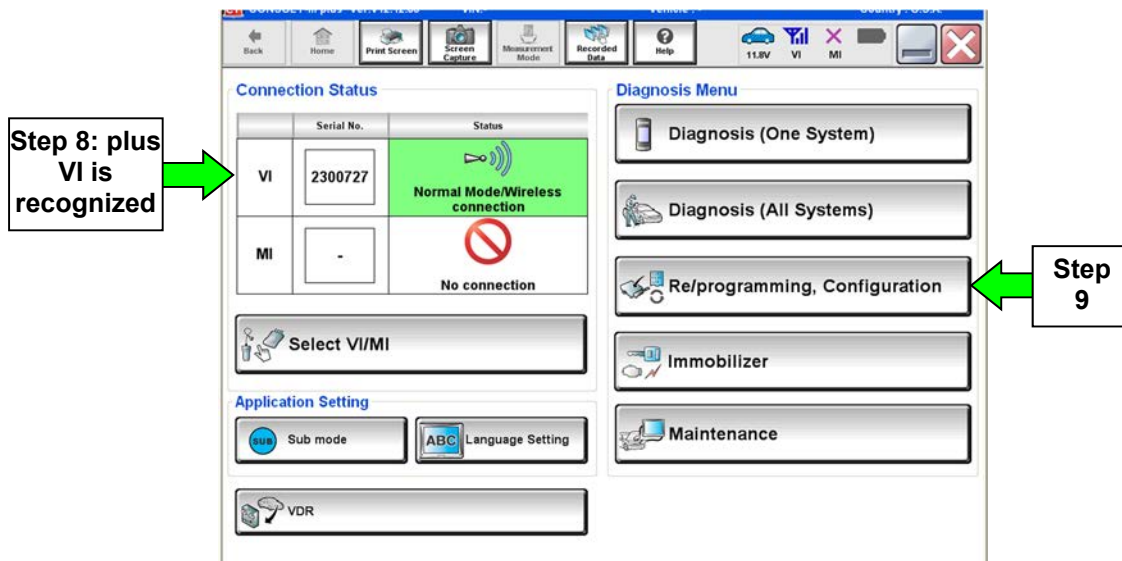 Back
Home
Print Screen
Screen
Capture
Measurement
Mode
Recorded
Data
Help
11.8V
VI
MI
Connection Status
Serial No.
Status
VI
2300727
Normal Mode/Wireless
connection
MI
-
No connection
Select VI/MI
Application Setting
SUB
Sub mode
ABC
Language Setting
VDR
Diagnosis Menu
Diagnosis (One System)
Diagnosis (All Systems)
Re/programming, Configuration
Immobilizer
Maintenance
Step 8: plus
VI is
recognized
Step
9